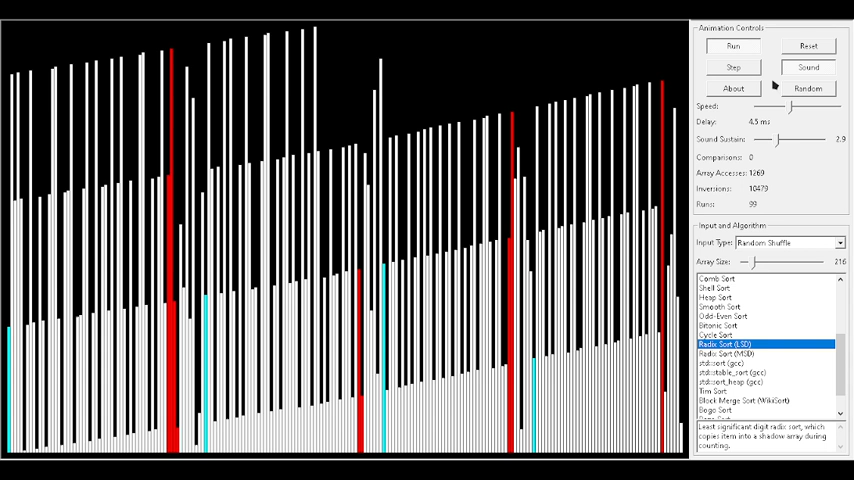 Animation Controls
Run Reset
Step Sound
About Random
Speed:
Delay: 4.5 ms
Sound Sustain: 2.9
Comparisons: 0
Array Accesses: 1269
Inversions: 10479
Runs: 99
Input and Algorithm
Input Type: Random Shuffle
Array Size: 216
Comb Sort
Shell Sort
Heap Sort
Smooth Sort
Odd-Even Sort
Bitonic Sort
Cycle Sort
Radix Sort (LSD)
Radix Sort (MSD)
std::sort (gcc)
std::stable_sort (gcc)
std::sort_heap (gcc)
Tim Sort
Block Merge Sort (WikiSort)
Bogo Sort
Least significant digit radix sort, which
copies item into a shadow array during
counting.